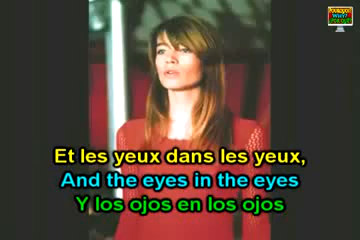 Et les yeux dans les yeux,
And the eyes in the eyes
Y los ojos en los ojos